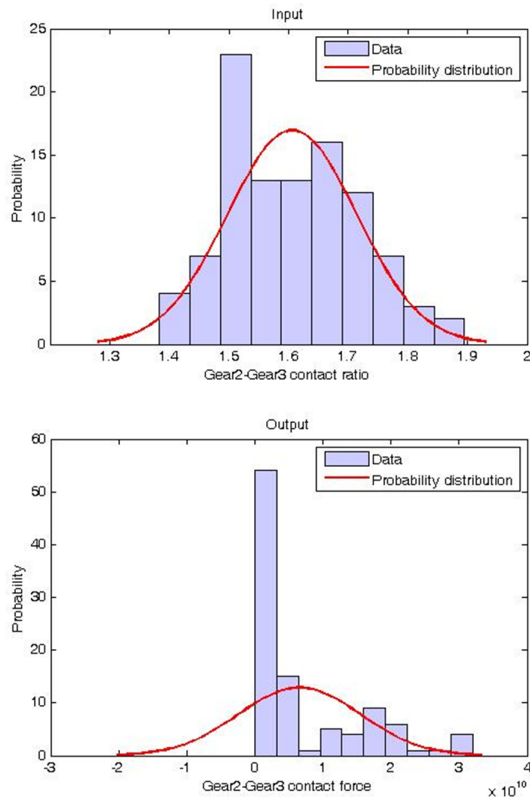 Input
25
20
15
10
5
0
Probability
Data
Probability distribution
1.3 1.4 1.5 1.6 1.7 1.8 1.9 2
Gear2-Gear3 contact ratio
Output
60
50
40
30
20
10
0
Probability
Data
Probability distribution
-3 -2 -1 0 1 2 3 4
Gear2-Gear3 contact force
x 10^10